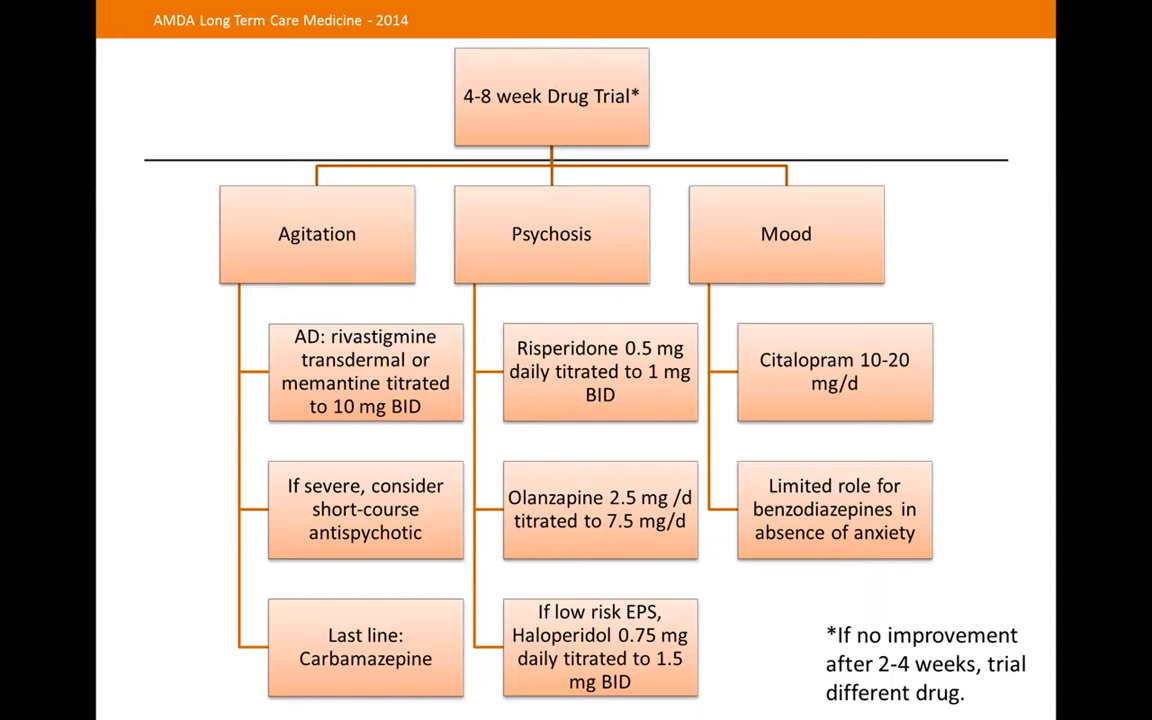 AMDA Long Term Care Medicine - 2014
4-8 week Drug Trial*
Agitation
AD: rivastigmine
transdermal or
memantine titrated
to 10 mg BID
If severe, consider
short-course
antispychotic
Last line:
Carbamazepine
Psychosis
Risperidone 0.5 mg
daily titrated to 1 mg
BID
Olanzapine 2.5 mg /d
titrated to 7.5 mg/d
If low risk EPS,
Haloperidol 0.75 mg
daily titrated to 1.5
mg BID
Mood
Citalopram 10-20
mg/d
Limited role for
benzodiazepines in
absence of anxiety
*If no improvement
after 2-4 weeks, trial
different drug.